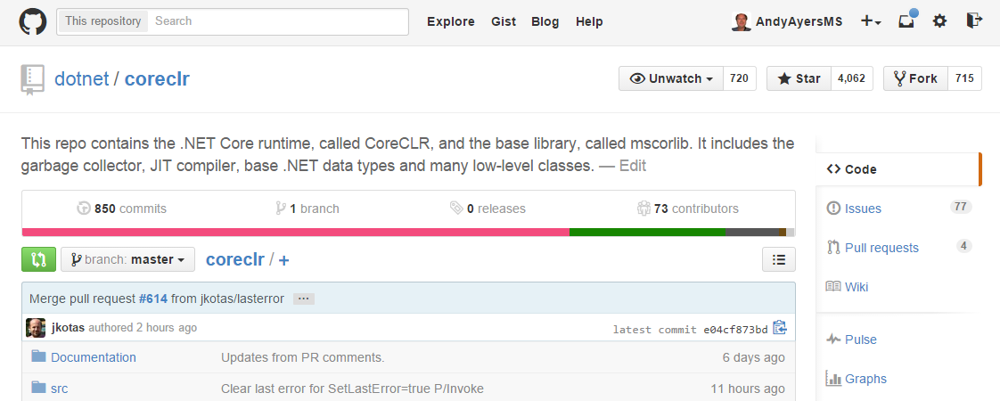 This repository Search Explore Gist Blog Help AndyAyersMS
dotnet / coreclr Unwatch 720 Star 4,062 Fork 715
This repo contains the .NET Core runtime, called CoreCLR, and the base library, called mscorlib. It includes the
garbage collector, JIT compiler, base .NET data types and many low-level classes. — Edit
850 commits 1 branch 0 releases 73 contributors
branch: master coreclr / +
Merge pull request #614 from jkotas/lasterror ...
jkotas authored 2 hours ago latest commit e04cf873bd
Documentation Updates from PR comments. 6 days ago
src Clear last error for SetLastError=true P/Invoke 11 hours ago
Code
Issues 77
Pull requests 4
Wiki
Pulse
Graphs